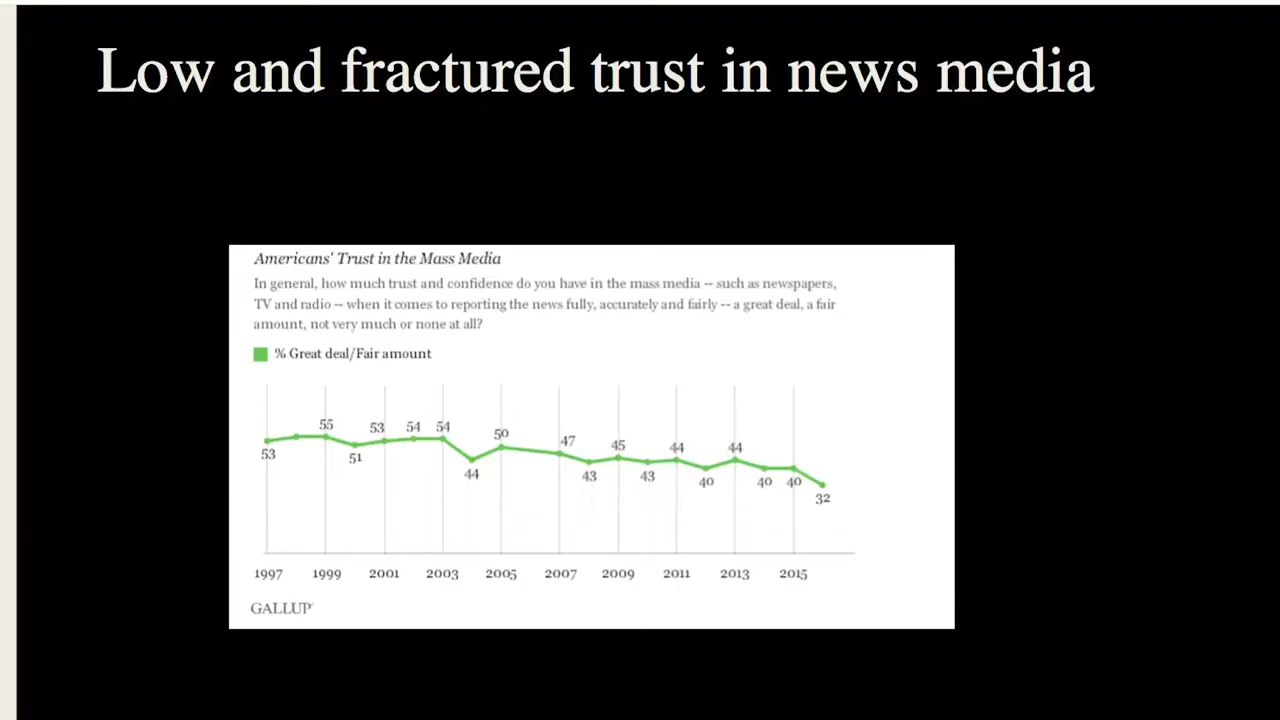 Low and fractured trust in news media
Americans' Trust in the Mass Media
In general, how much trust and confidence do you have in the mass media -- such as newspapers,
TV and radio -- when it comes to reporting the news fully, accurately and fairly -- a great deal, a fair
amount, not very much or none at all?
% Great deal/Fair amount
53 55 51 53 54 54 44 50 47 43 45 43 44 40 44 40 40 32
1997 1999 2001 2003 2005 2007 2009 2011 2013 2015
GALLUP